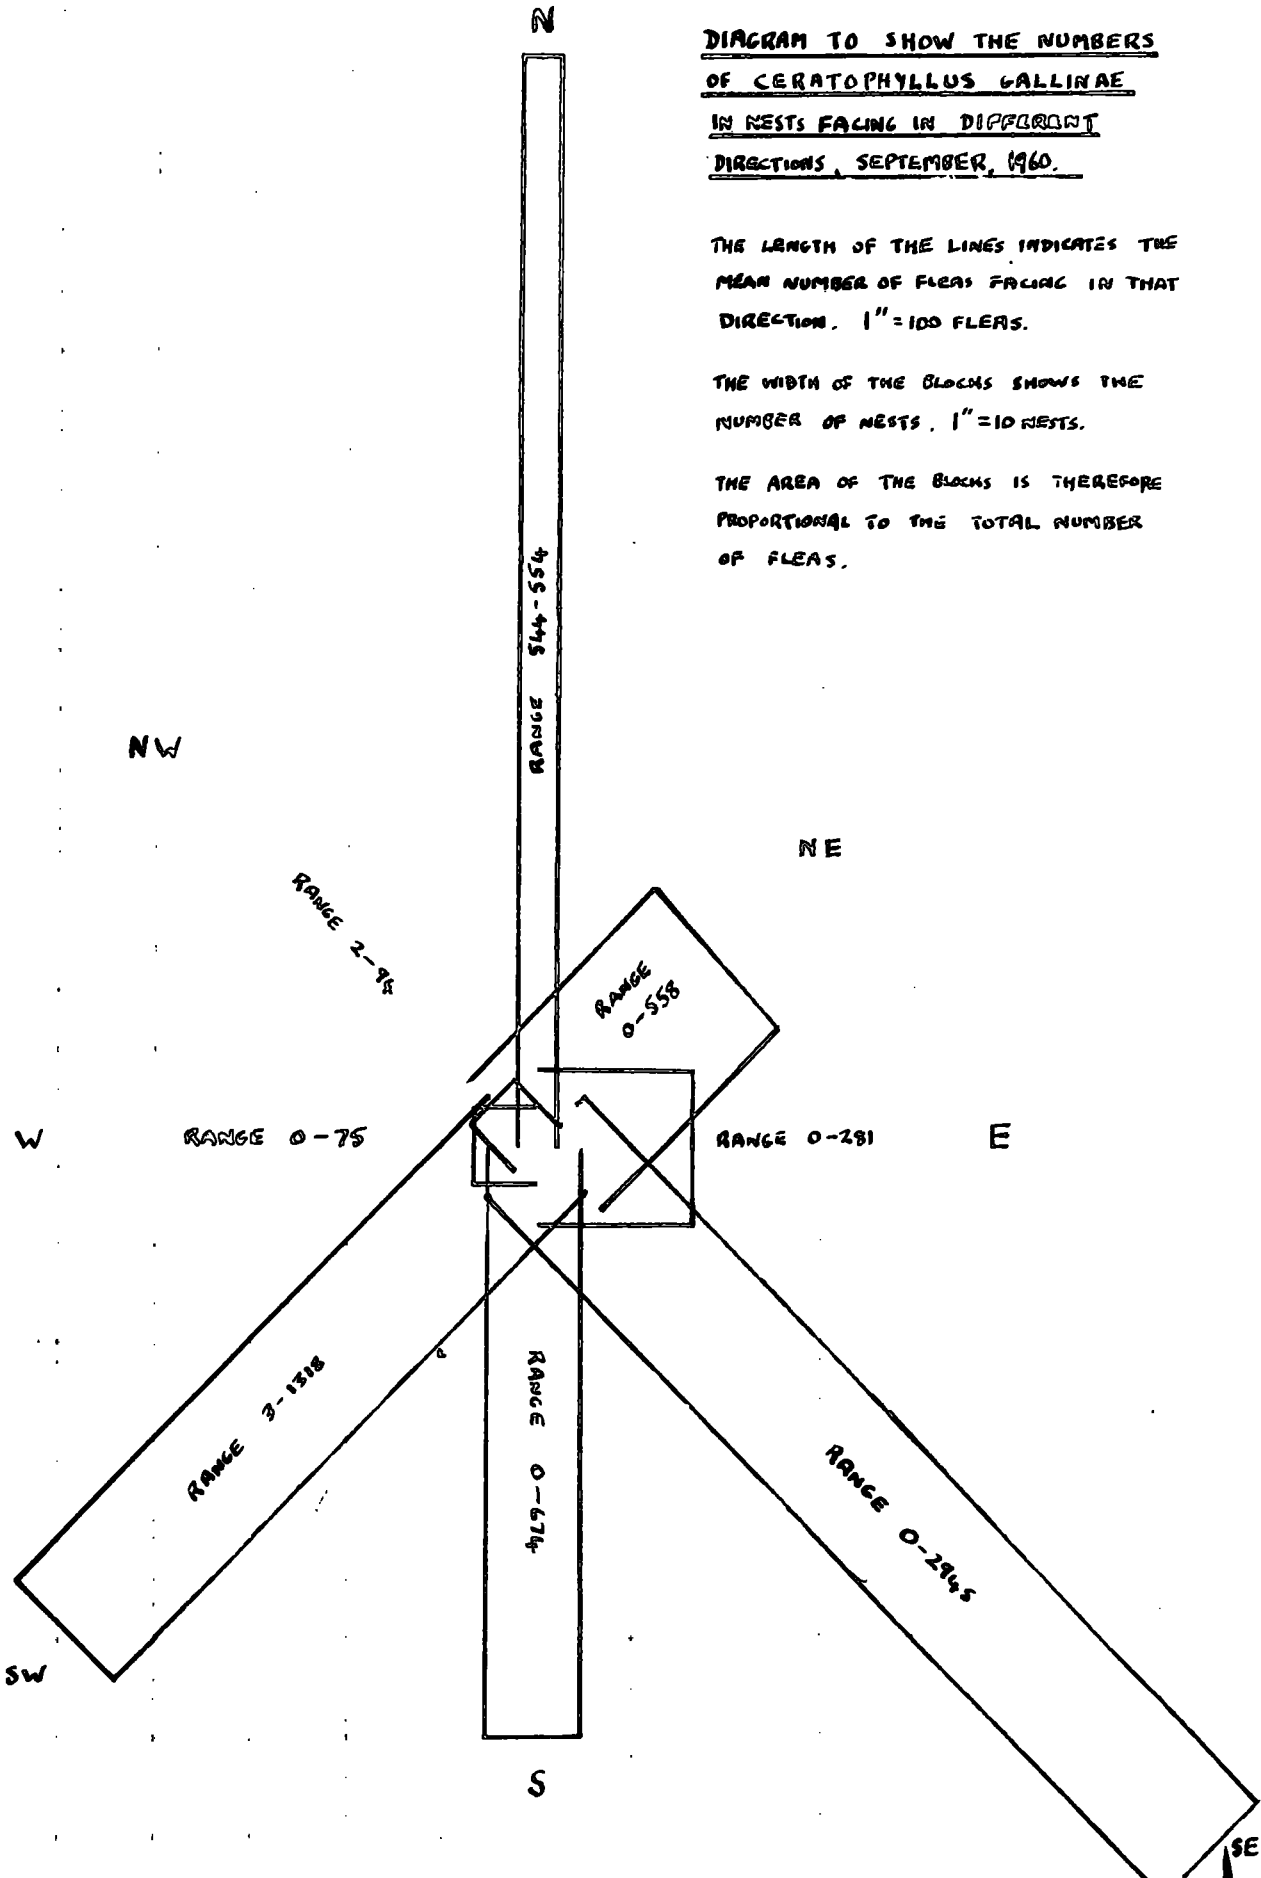 N
DIAGRAM TO SHOW THE NUMBERS
OF CERATOPHYLLUS GALLINAE
IN NESTS FACING IN DIFFERENT
DIRECTIONS, SEPTEMBER, 1960.
THE LENGTH OF THE LINES INDICATES THE
MEAN NUMBER OF FLEAS FACING IN THAT
DIRECTION. 1" = 100 FLEAS.
THE WIDTH OF THE BLOCKS SHOWS THE
NUMBER OF NESTS. 1" = 10 NESTS.
THE AREA OF THE BLOCKS IS THEREFORE
PROPORTIONAL TO THE TOTAL NUMBER
OF FLEAS.
RANGE 544-554
NW
NE
RANGE
RANGE
0-558
W
RANGE 0-75
RANGE 0-281
E
RANGE 3-1318
RANGE 0-674
RANGE 0-2945
SW
S
SE